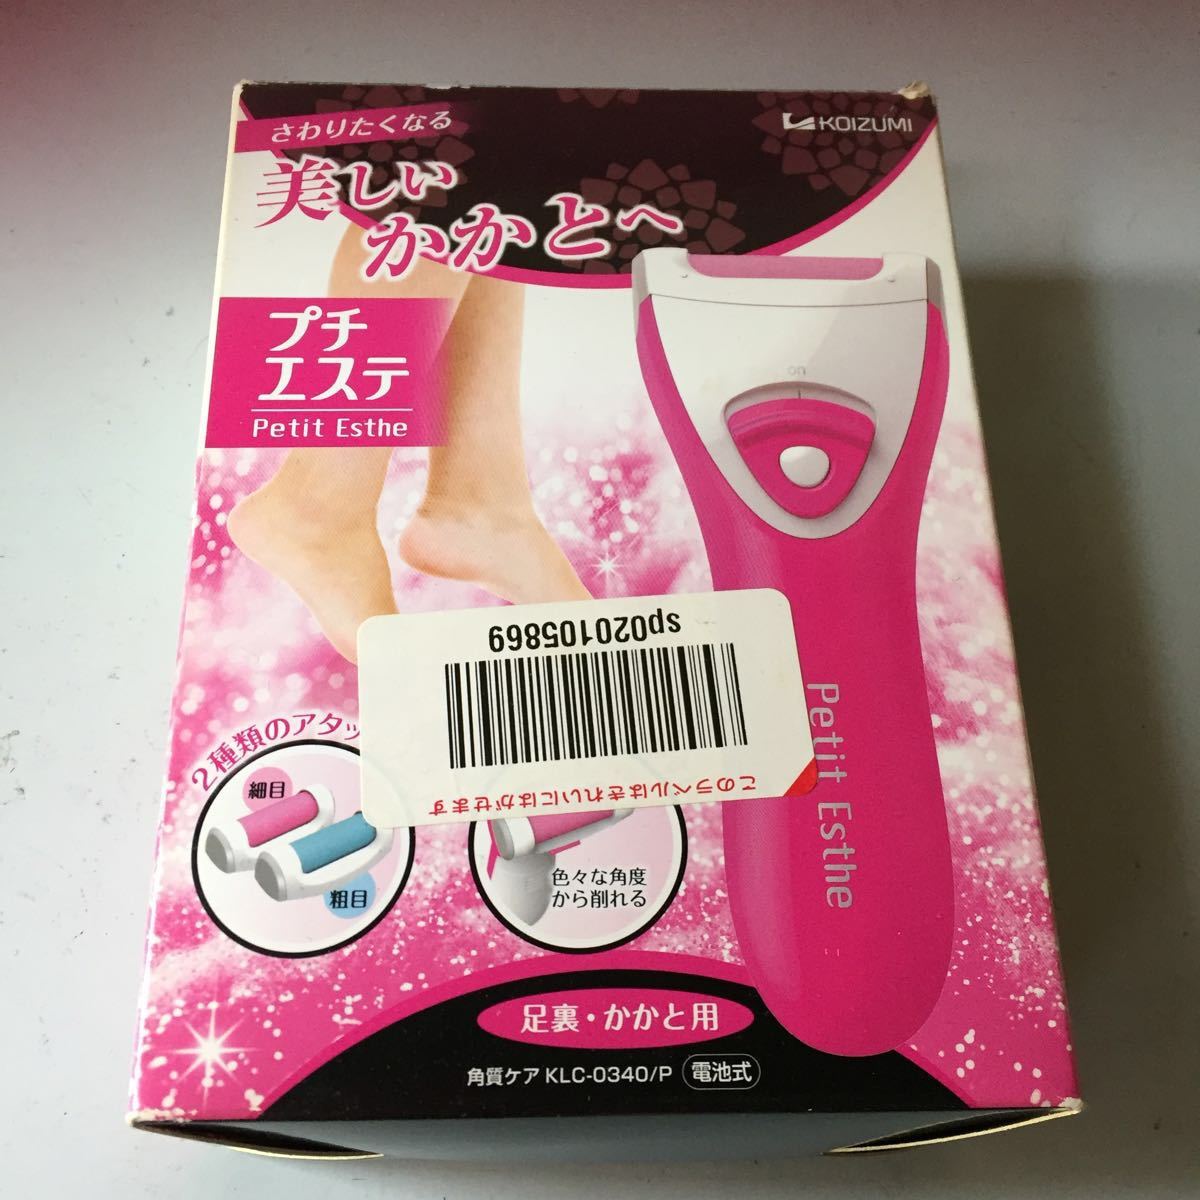 さわりたくなる
KOIZUMI
美しい
かかとへ
プチ
エステ
Petit Esthe
on
sp020105869
このラベルはきれいにはがせます
Petit Esthe
2種類のアタッ
細目
粗目
色々な角度
から削れる
足裏・かかと用
角質ケア KLC-0340/P 電池式